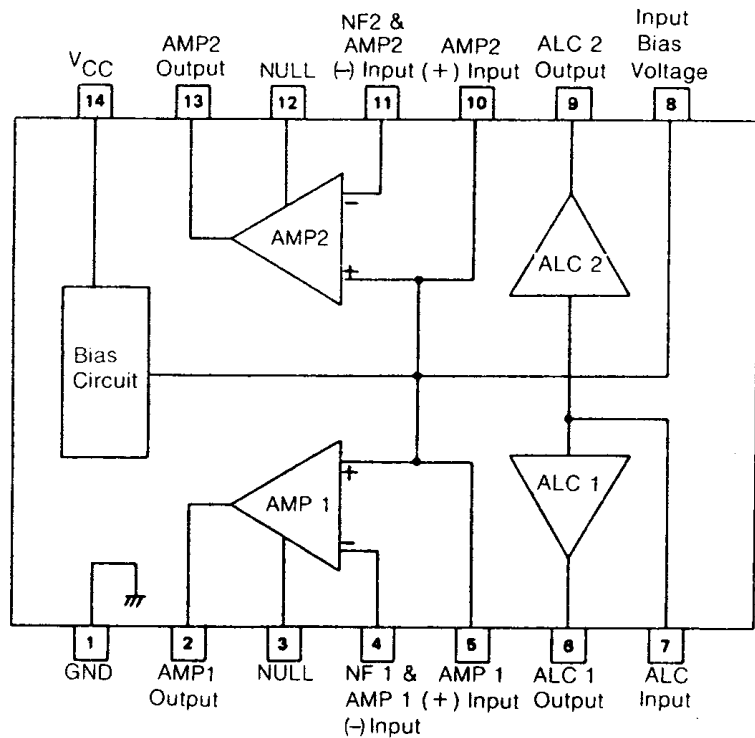 NF2 & Input
AMP2 AMP2 AMP2 ALC 2 Bias
VCC Output NULL (−) Input (+) Input Output Voltage
14 13 12 11 10 9 8
−
AMP2
ALC 2
+
Bias
Circuit
+
ALC 1
AMP 1
−
1 2 3 4 5 6 7
GND AMP1 NULL NF 1 & AMP 1 ALC 1 ALC
Output AMP 1 (+) Input Output Input
(−) Input